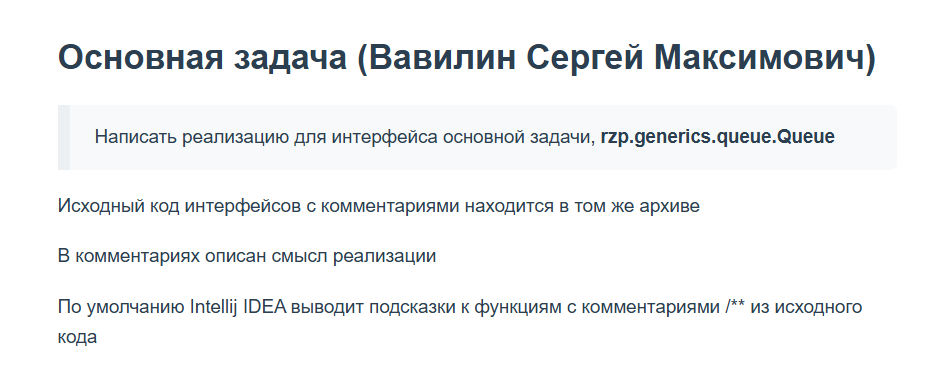 Основная задача (Вавилин Сергей Максимович)
Написать реализацию для интерфейса основной задачи, rzp.generics.queue.Queue
Исходный код интерфейсов с комментариями находится в том же архиве
В комментариях описан смысл реализации
По умолчанию Intellij IDEA выводит подсказки к функциям с комментариями /** из исходного
кода